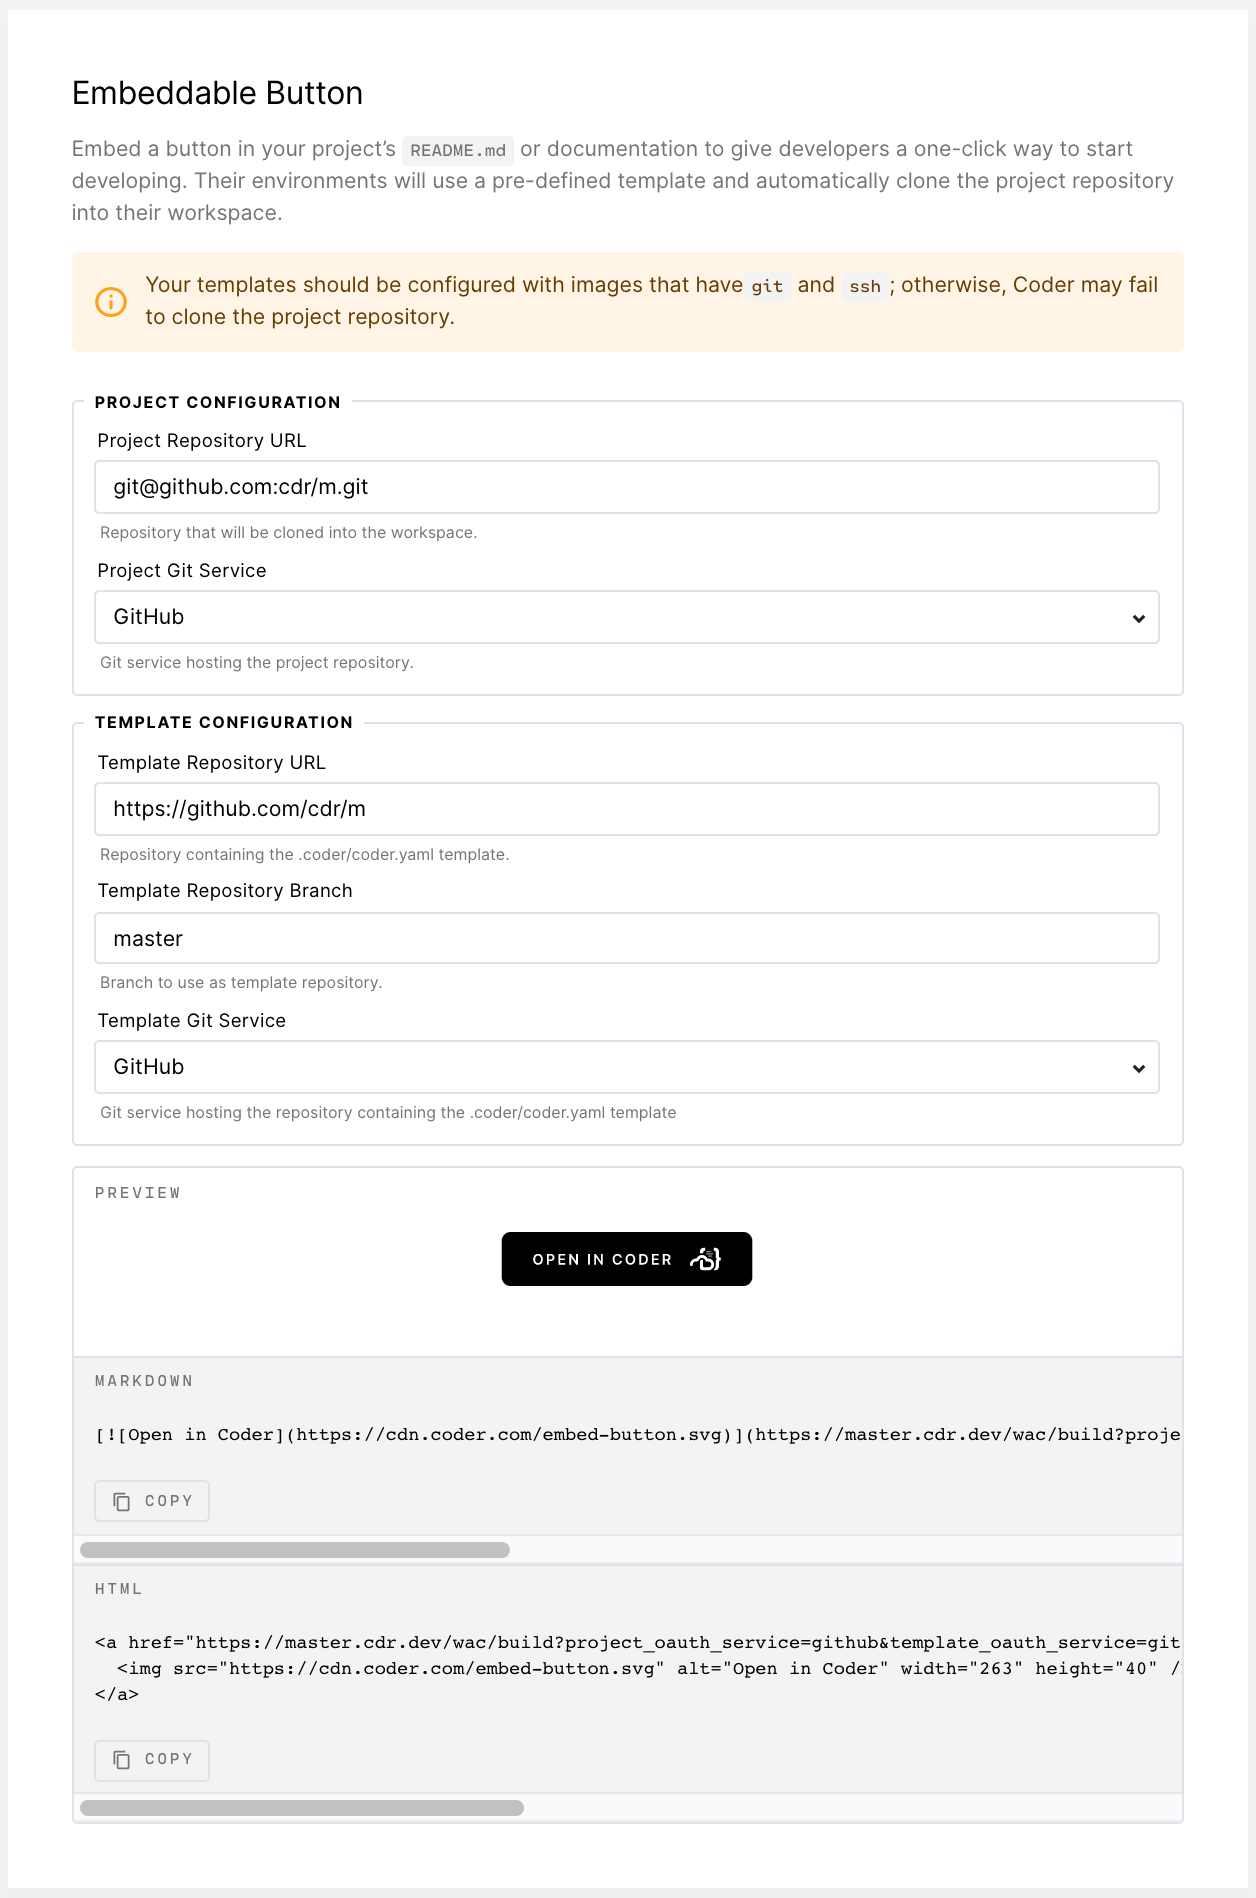 Embeddable Button
Embed a button in your project’s README.md or documentation to give developers a one-click way to start
developing. Their environments will use a pre-defined template and automatically clone the project repository
into their workspace.
Your templates should be configured with images that have git and ssh; otherwise, Coder may fail
to clone the project repository.
PROJECT CONFIGURATION
Project Repository URL
git@github.com:cdr/m.git
Repository that will be cloned into the workspace.
Project Git Service
GitHub
Git service hosting the project repository.
TEMPLATE CONFIGURATION
Template Repository URL
https://github.com/cdr/m
Repository containing the .coder/coder.yaml template.
Template Repository Branch
master
Branch to use as template repository.
Template Git Service
GitHub
Git service hosting the repository containing the .coder/coder.yaml template
PREVIEW
OPEN IN CODER
MARKDOWN
[![Open in Coder](https://cdn.coder.com/embed-button.svg)](https://master.cdr.dev/wac/build?proje
COPY
HTML
<a href="https://master.cdr.dev/wac/build?project_oauth_service=github&template_oauth_service=git
<img src="https://cdn.coder.com/embed-button.svg" alt="Open in Coder" width="263" height="40" /
</a>
COPY